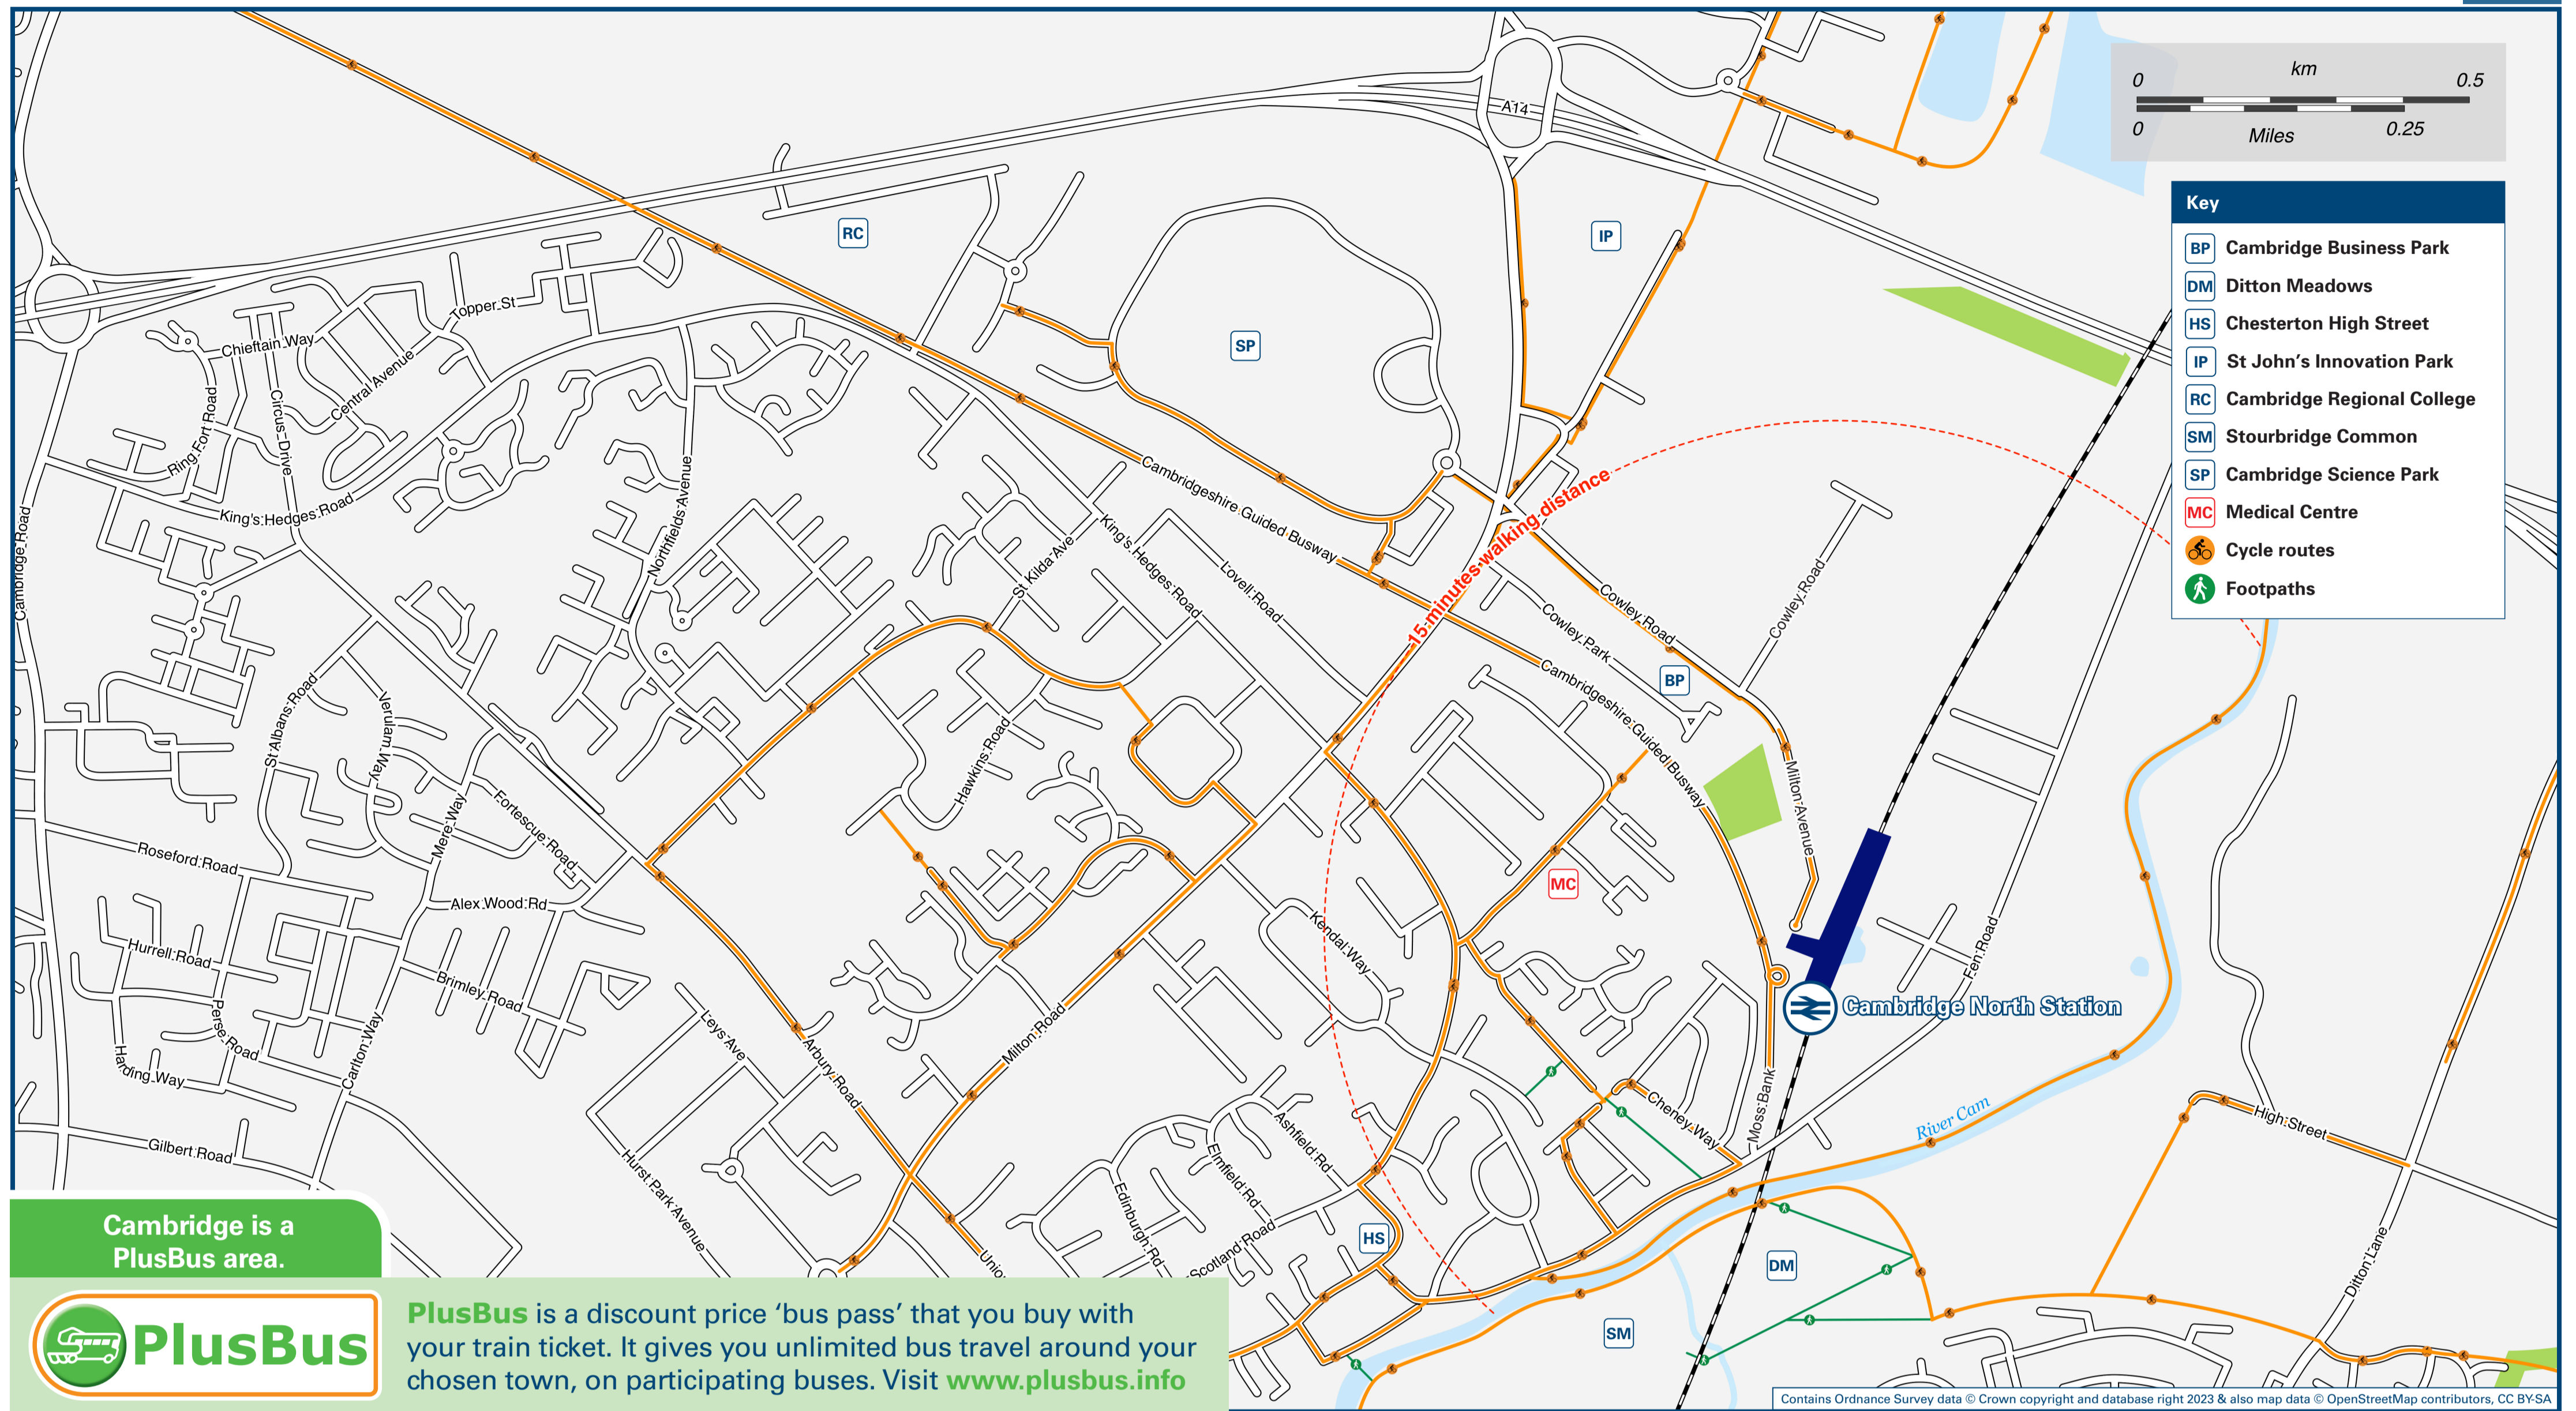 A14
km
0 0.5
0 0.25
Miles
Key
BP Cambridge Business Park
DM Ditton Meadows
HS Chesterton High Street
IP St John's Innovation Park
RC Cambridge Regional College
SM Stourbridge Common
SP Cambridge Science Park
MC Medical Centre
Cycle routes
Footpaths
RC
IP
SP
Topper St
Chieftain Way
Central Avenue
Ring Fort Road
Circus Drive
King's Hedges Road
Cambridge Road
Northfields Avenue
Cambridgeshire Guided Busway
King's Hedges Road
St Kilda Ave
Lovell Road
15 minutes walking distance
Cowley Road
Cowley Road
Cowley Park
BP
Cambridgeshire Guided Busway
Milton Avenue
St Albans Road
Verulam Way
Mere Way
Fortescue Road
Hawkins Road
Roseford Road
Alex Wood Rd
MC
Kendal Way
Hurrell Road
Brimley Road
Perse Road
Harding Way
Carlton Way
Leys Ave
Arbury Road
Milton Road
Fen Road
Cambridge North Station
Moss Bank
Cheney Way
River Cam
High Street
Gilbert Road
Hurst Park Avenue
Ashfield Rd
Elmfield Rd
Edinburgh Rd
Scotland Road
Unio
HS
DM
SM
Ditton Lane
Cambridge is a
PlusBus area.
PlusBus
PlusBus is a discount price ‘bus pass’ that you buy with
your train ticket. It gives you unlimited bus travel around your
chosen town, on participating buses. Visit www.plusbus.info
Contains Ordnance Survey data © Crown copyright and database right 2023 & also map data © OpenStreetMap contributors, CC BY-SA